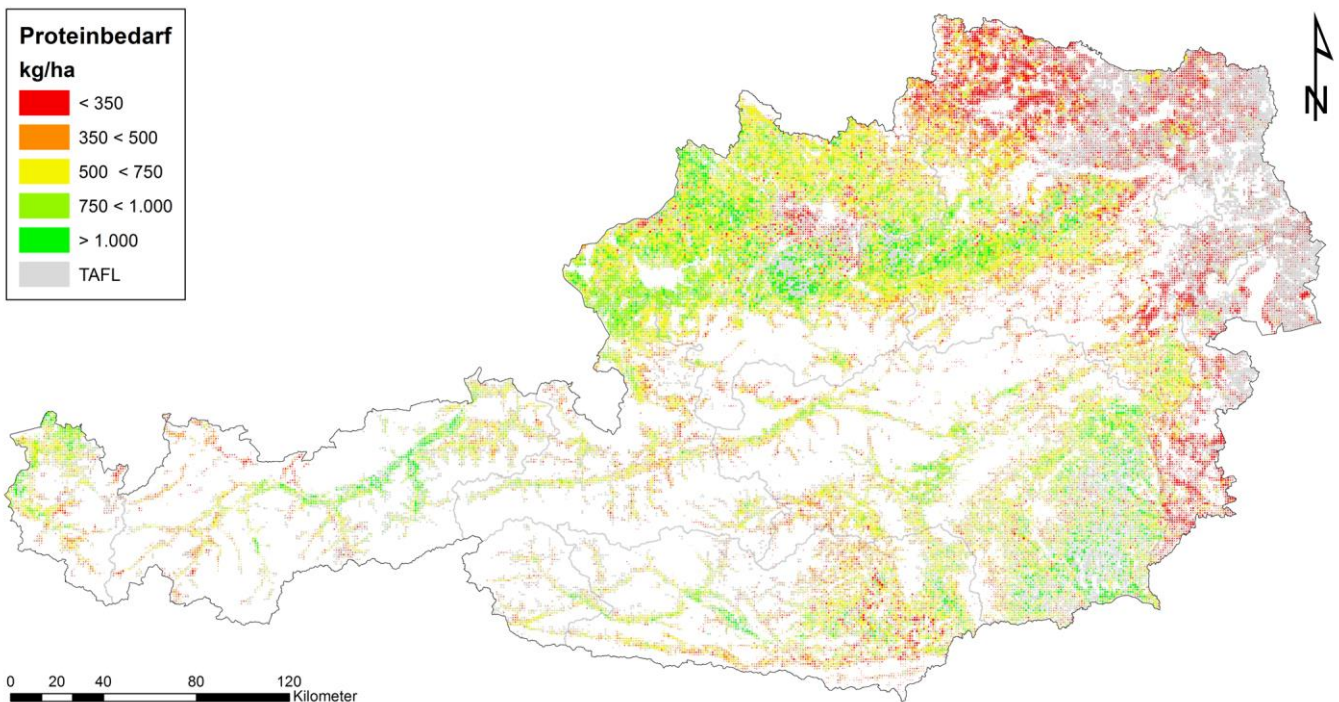 Proteinbedarf
kg/ha
< 350
350 < 500
500 < 750
750 < 1.000
> 1.000
TAFL
N
0 20 40 80 120
Kilometer